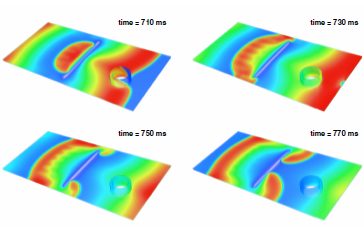 time = 710 ms
time = 730 ms
time = 750 ms
time = 770 ms